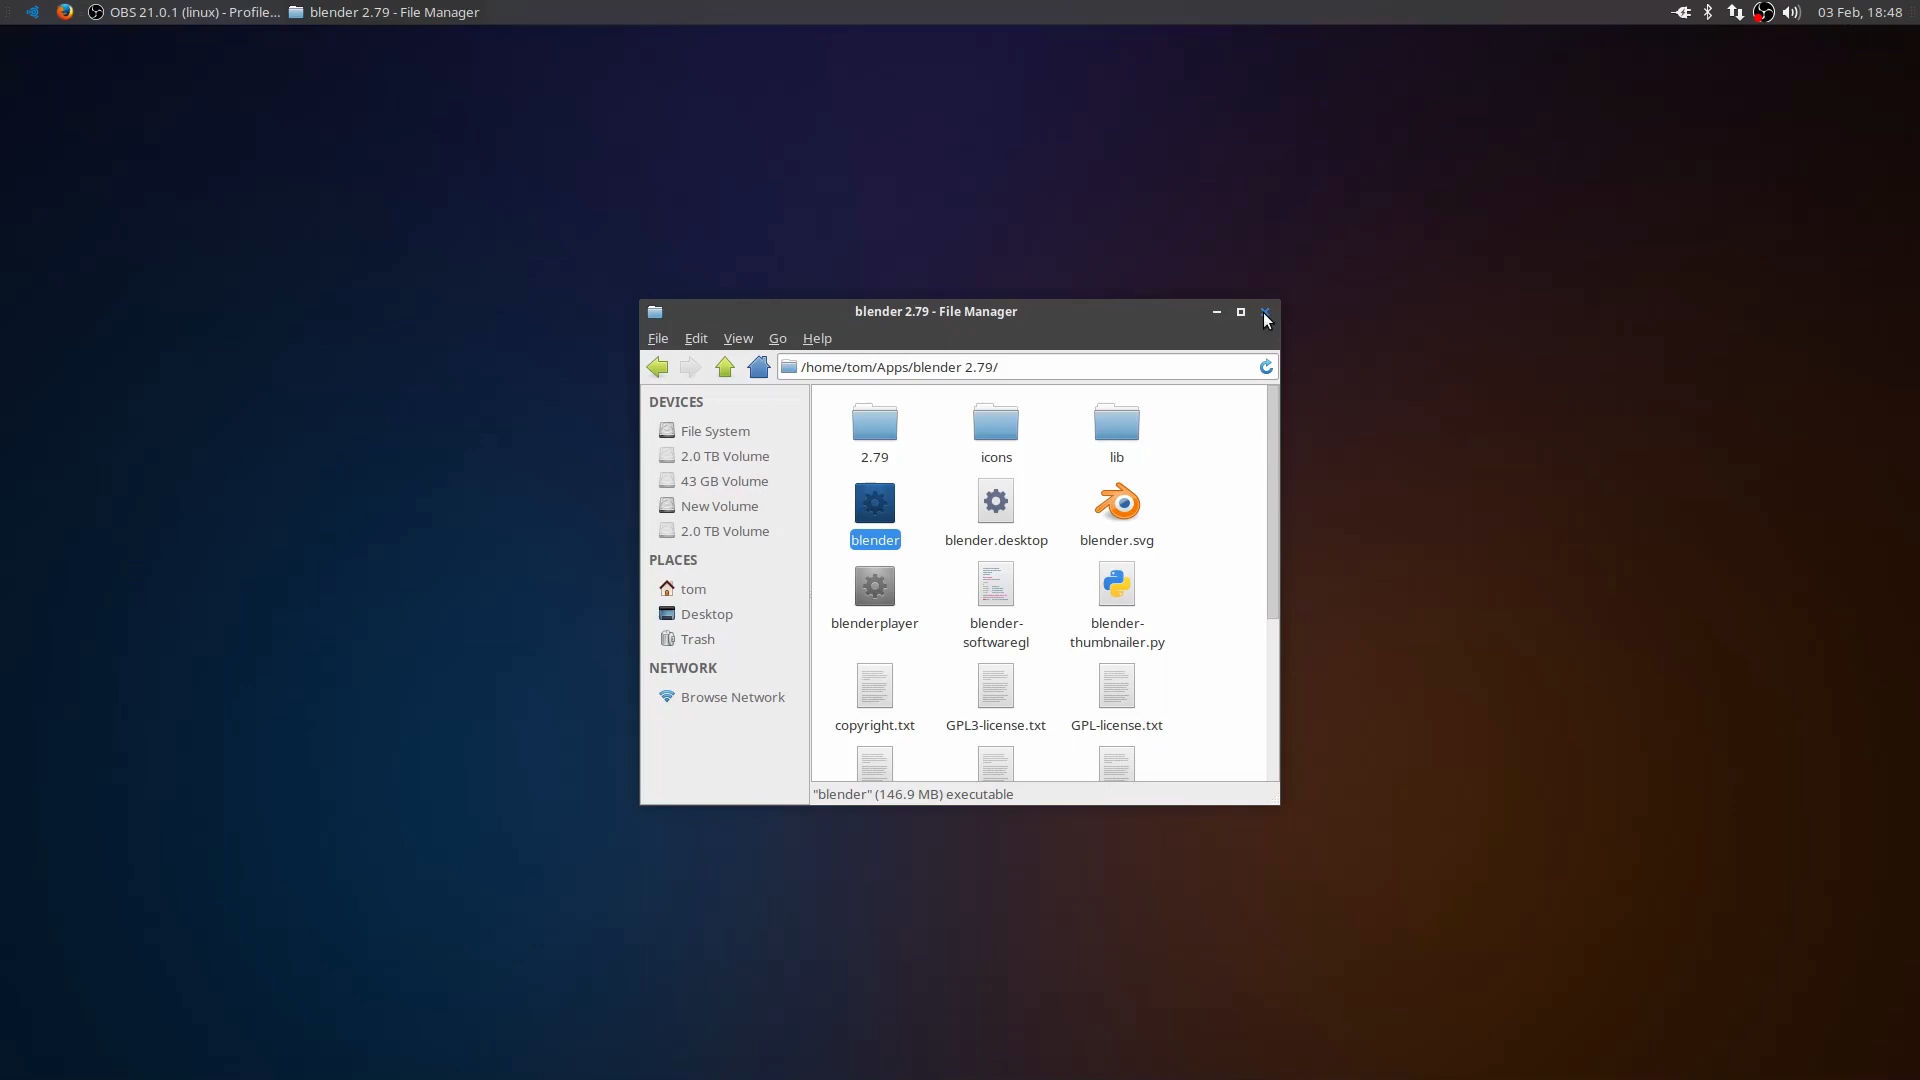 OBS 21.0.1 (linux) - Profile... blender 2.79 - File Manager 03 Feb, 18:48
blender 2.79 - File Manager
File Edit View Go Help
/home/tom/Apps/blender 2.79/
DEVICES
File System
2.0 TB Volume
43 GB Volume
New Volume
2.0 TB Volume
PLACES
tom
Desktop
Trash
NETWORK
Browse Network
2.79 icons lib
blender blender.desktop blender.svg
blenderplayer blender- blender-
softwaregl thumbnailer.py
copyright.txt GPL3-license.txt GPL-license.txt
"blender" (146.9 MB) executable